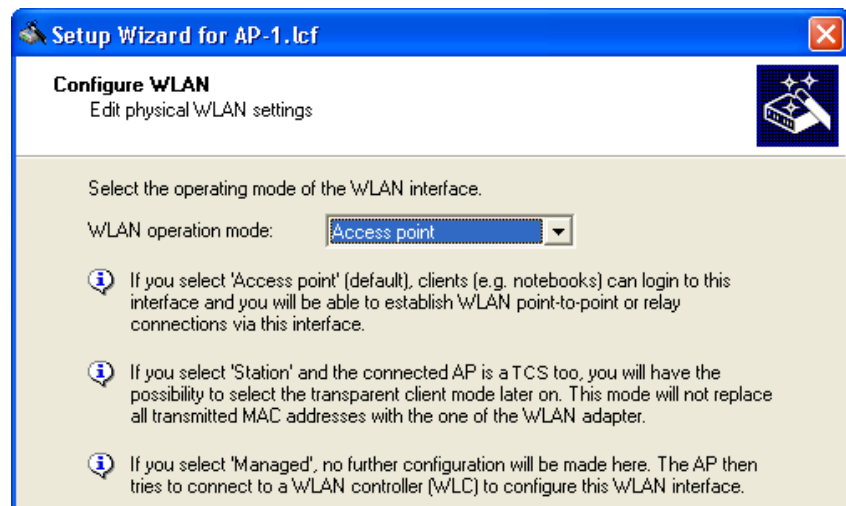 Setup Wizard for AP-1.lcf
Configure WLAN
Edit physical WLAN settings
Select the operating mode of the WLAN interface.
WLAN operation mode: Access point
If you select 'Access point' (default), clients (e.g. notebooks) can login to this
interface and you will be able to establish WLAN point-to-point or relay
connections via this interface.
If you select 'Station' and the connected AP is a TCS too, you will have the
possibility to select the transparent client mode later on. This mode will not replace
all transmitted MAC addresses with the one of the WLAN adapter.
If you select 'Managed', no further configuration will be made here. The AP then
tries to connect to a WLAN controller (WLC) to configure this WLAN interface.